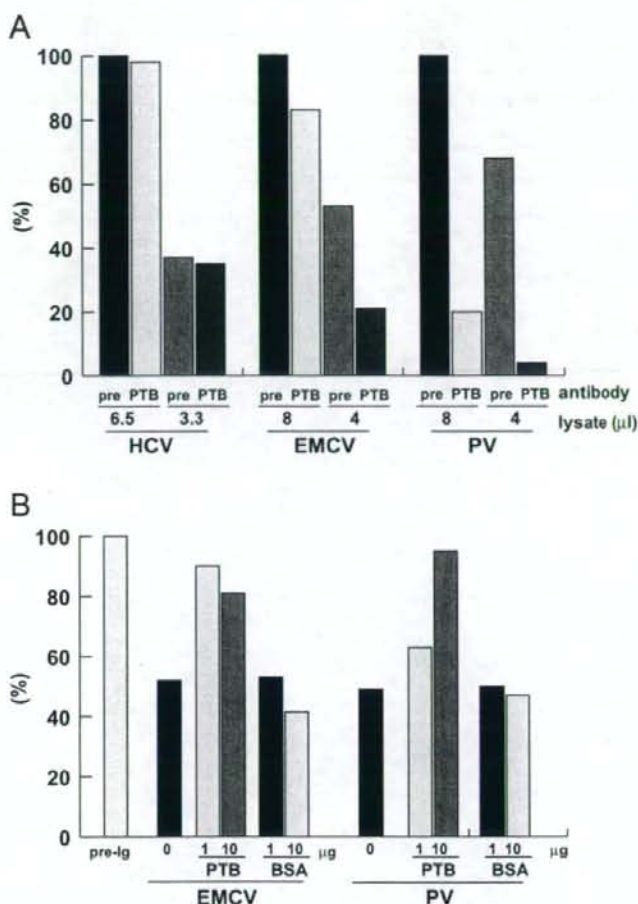 A
100
80
60
40
20
0
(%)
pre PTB pre PTB pre PTB pre PTB pre PTB pre PTB antibody
6.5 3.3 8 4 8 4 lysate (μl)
HCV EMCV PV
B
100
80
60
40
20
0
(%)
pre-Ig 0 1 10 1 10 μg 0 1 10 1 10 μg
PTB BSA PTB BSA
EMCV PV